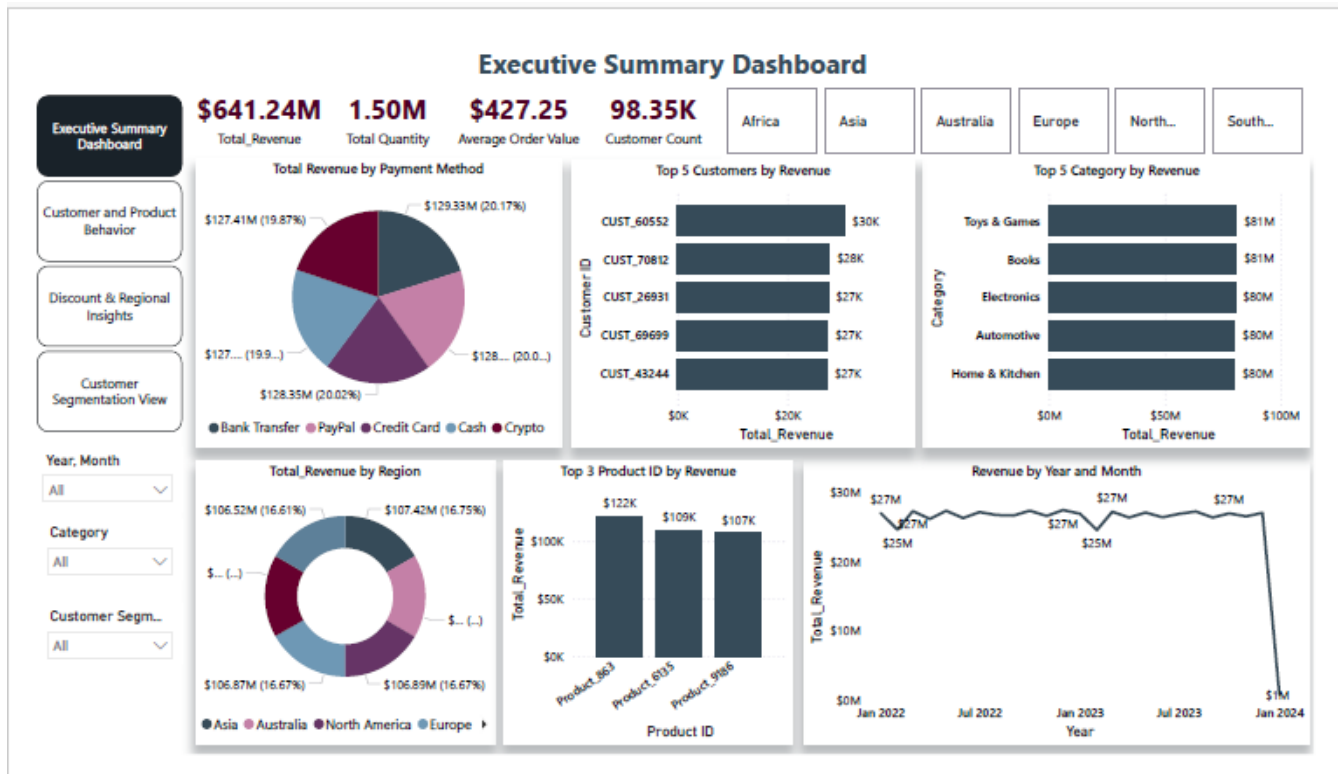 Executive Summary Dashboard
Executive Summary
Dashboard
Customer and Product
Behavior
Discount & Regional
Insights
Customer
Segmentation View
Year, Month
All
Category
All
Customer Segm...
All
$641.24M
Total_Revenue
1.50M
Total Quantity
$427.25
Average Order Value
98.35K
Customer Count
Africa
Asia
Australia
Europe
North...
South...
Total Revenue by Payment Method
$127.41M (19.87%)
$129.33M (20.17%)
$127.... (19.9...)
$128.... (20.0...)
$128.35M (20.02%)
Bank Transfer PayPal Credit Card Cash Crypto
Top 5 Customers by Revenue
Customer ID
CUST_60552 $30K
CUST_70812 $28K
CUST_26931 $27K
CUST_69699 $27K
CUST_43244 $27K
$0K $20K
Total_Revenue
Top 5 Category by Revenue
Category
Toys & Games $81M
Books $81M
Electronics $80M
Automotive $80M
Home & Kitchen $80M
$0M $50M $100M
Total_Revenue
Total_Revenue by Region
$106.52M (16.61%)
$107.42M (16.75%)
$... (...)
$... (...)
$106.87M (16.67%)
$106.89M (16.67%)
Asia Australia North America Europe
Top 3 Product ID by Revenue
Total_Revenue
$122K
$109K
$107K
$100K
$50K
$0K
Product_863
Product_6135
Product_9186
Product ID
Revenue by Year and Month
Total_Revenue
$30M
$20M
$10M
$0M
$27M
$25M
$27M
$27M
$25M
$27M
$27M
$1M
Jan 2022 Jul 2022 Jan 2023 Jul 2023 Jan 2024
Year